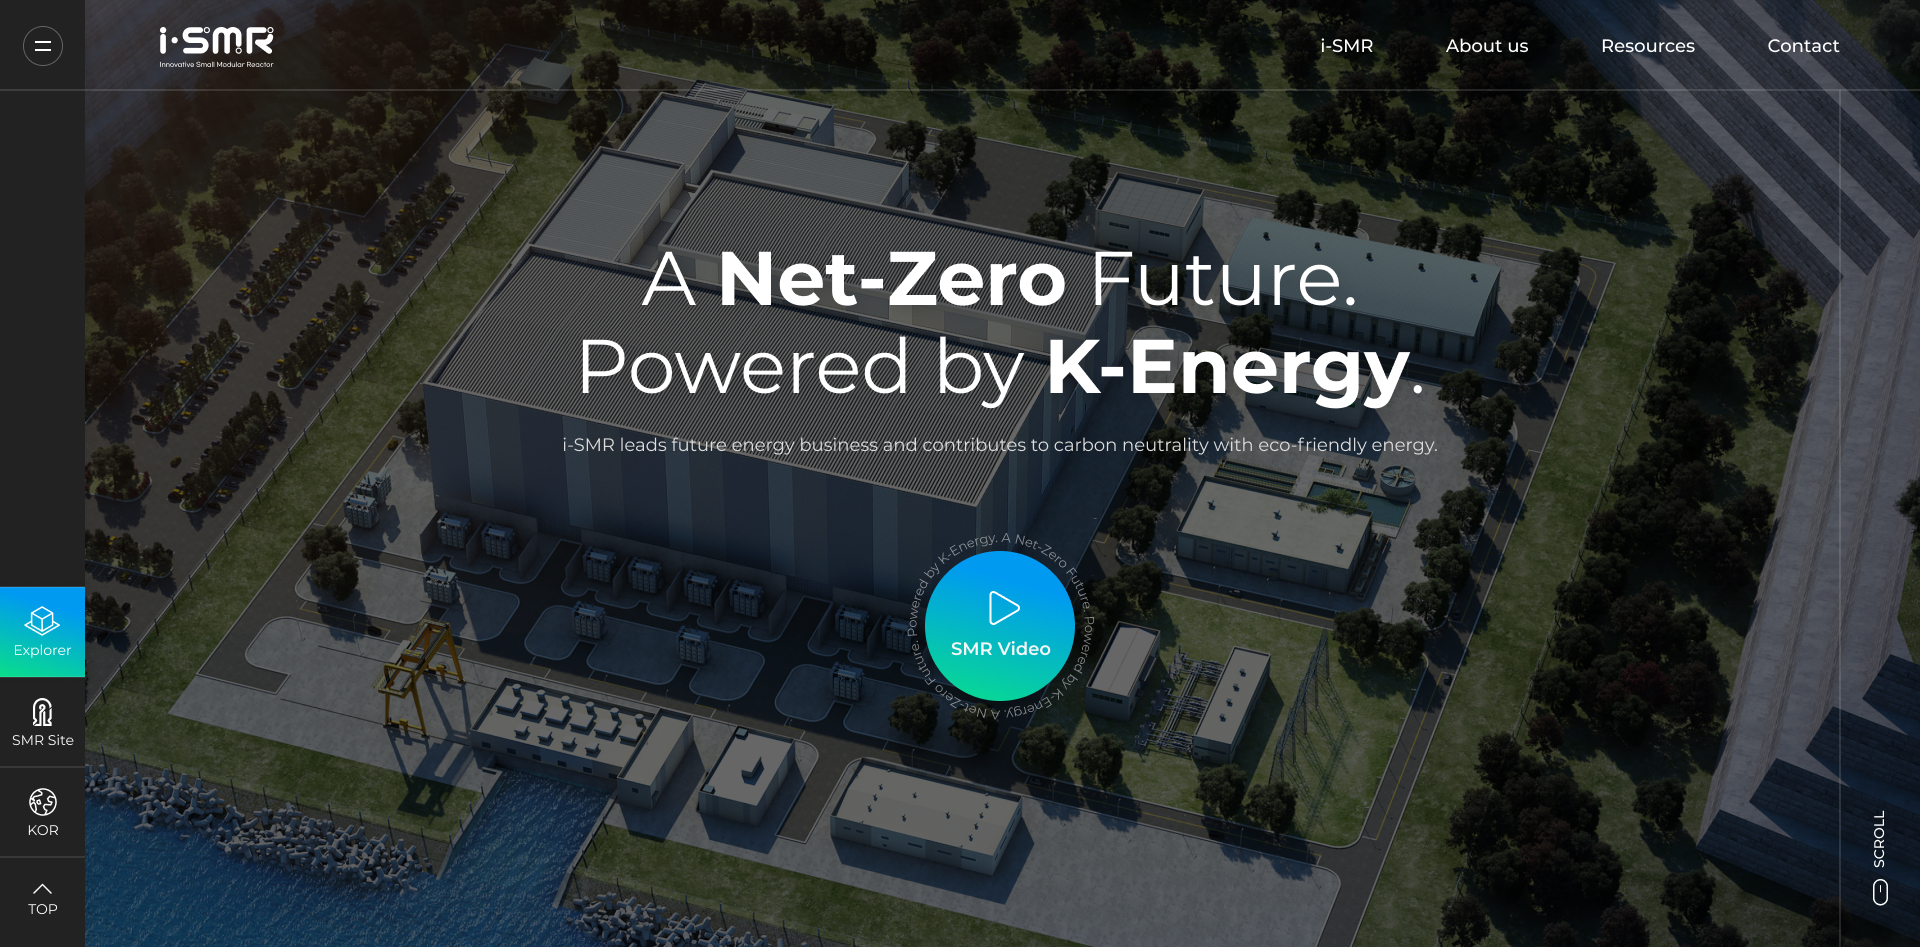 i-SMR
Innovative Small Modular Reactor
i-SMR
About us
Resources
Contact
A Net-Zero Future.
Powered by K-Energy.
i-SMR leads future energy business and contributes to carbon neutrality with eco-friendly energy.
A Net-Zero Future. Powered by K-Energy. A Net-Zero Future. Powered by K-Energy.
SMR Video
Explorer
SMR Site
KOR
TOP
SCROLL